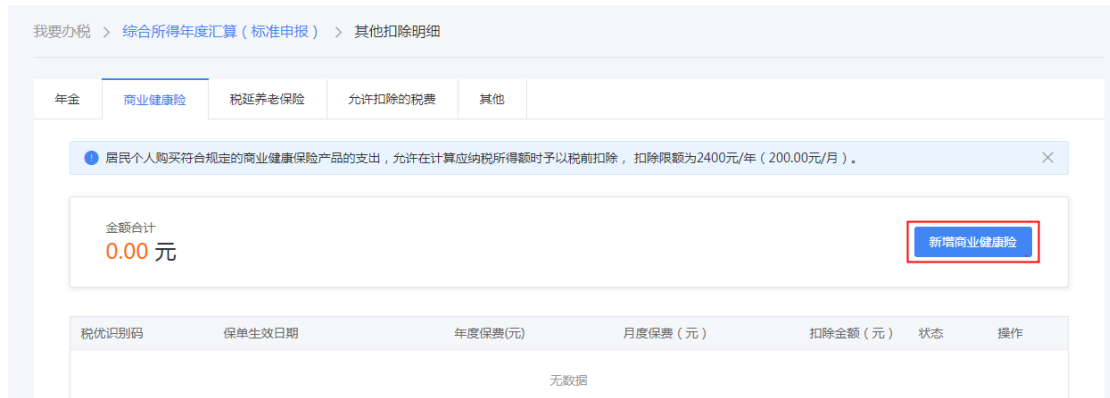 我要办税 > 综合所得年度汇算（标准申报） > 其他扣除明细
年金 商业健康险 税延养老保险 允许扣除的税费 其他
居民个人购买符合规定的商业健康保险产品的支出，允许在计算应纳税所得额时予以税前扣除， 扣除限额为2400元/年（200.00元/月）。
金额合计
0.00 元
新增商业健康险
税优识别码 保单生效日期 年度保费(元) 月度保费（元） 扣除金额（元） 状态 操作
无数据